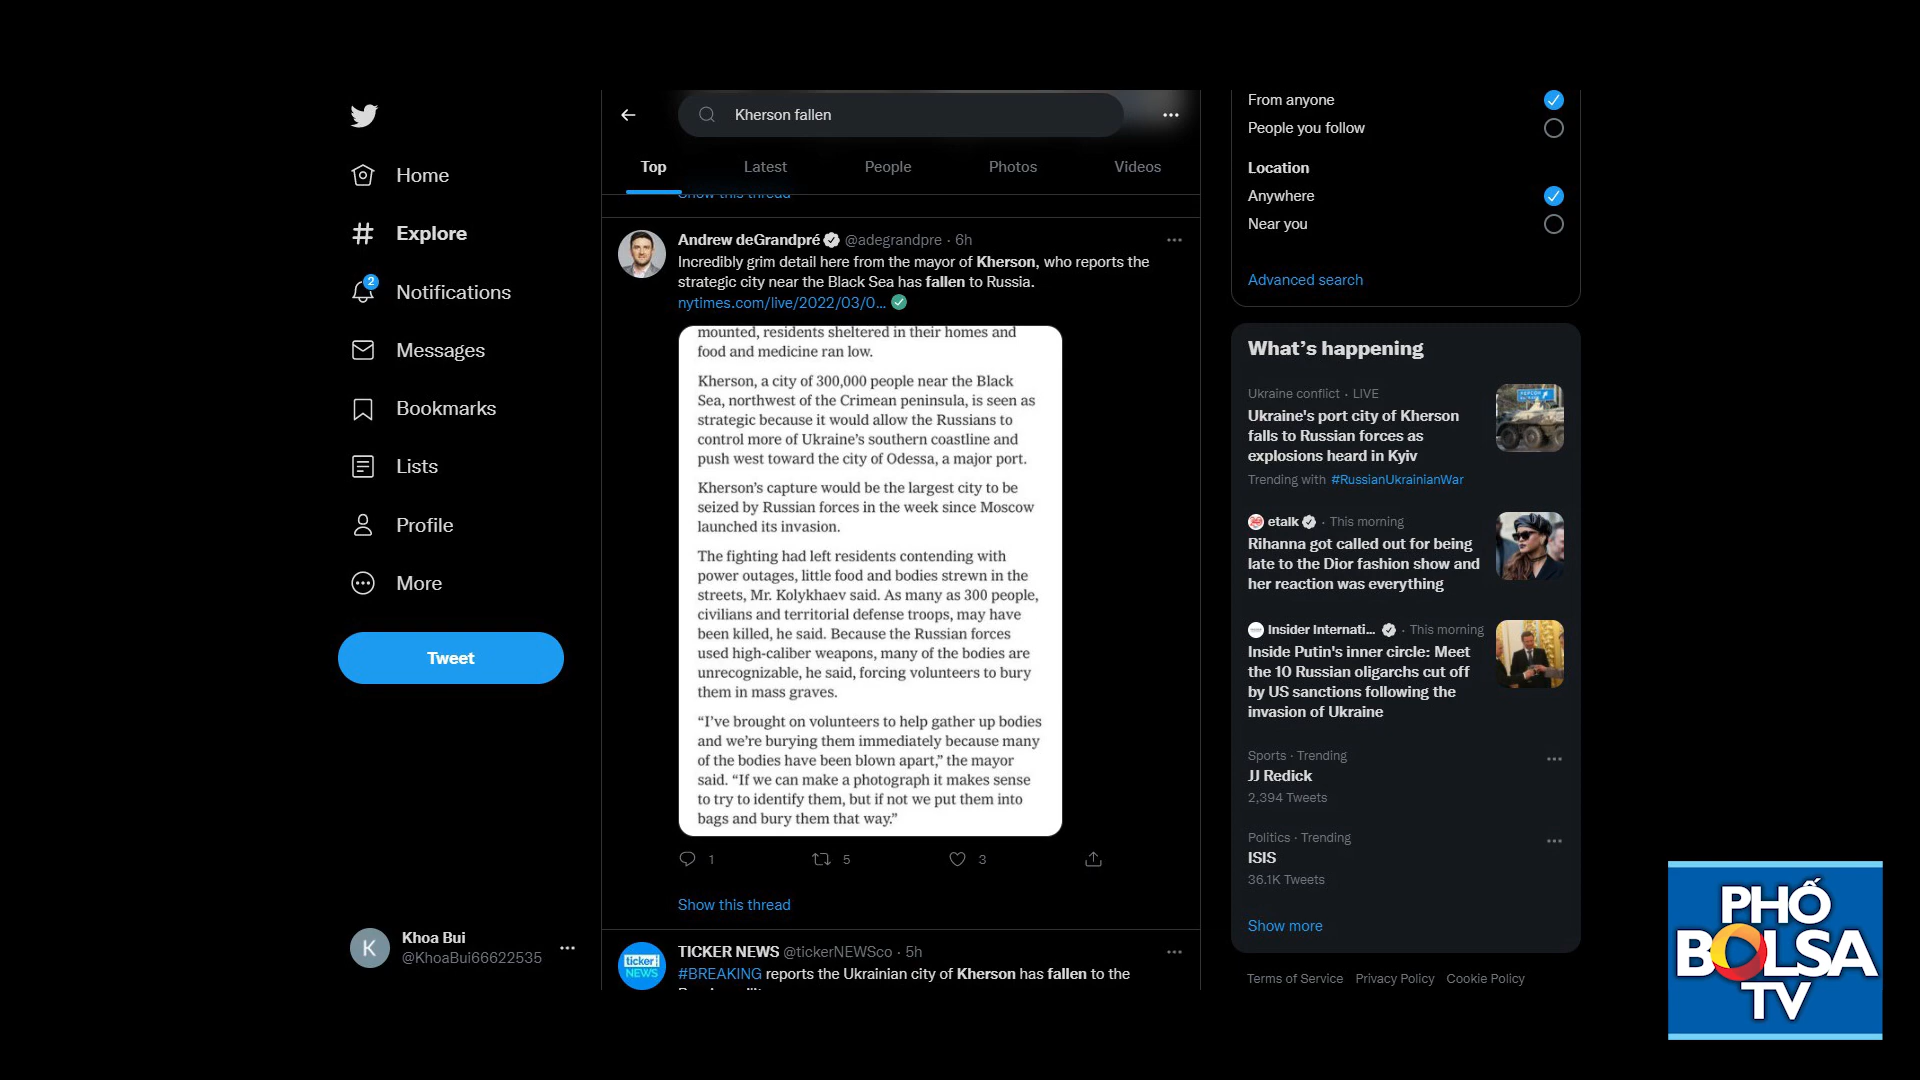 Home
Explore
2
Notifications
Messages
Bookmarks
Lists
Profile
More
Tweet
K
Khoa Bui
@KhoaBui66622535
Kherson fallen
Top
Latest
People
Photos
Videos
Show this thread
Andrew deGrandpré @adegrandpre · 6h
Incredibly grim detail here from the mayor of Kherson, who reports the
strategic city near the Black Sea has fallen to Russia.
nytimes.com/live/2022/03/0...
mounted, residents sheltered in their homes and
food and medicine ran low.
Kherson, a city of 300,000 people near the Black
Sea, northwest of the Crimean peninsula, is seen as
strategic because it would allow the Russians to
control more of Ukraine's southern coastline and
push west toward the city of Odessa, a major port.
Kherson's capture would be the largest city to be
seized by Russian forces in the week since Moscow
launched its invasion.
The fighting had left residents contending with
power outages, little food and bodies strewn in the
streets, Mr. Kolykhaev said. As many as 300 people,
civilians and territorial defense troops, may have
been killed, he said. Because the Russian forces
used high-caliber weapons, many of the bodies are
unrecognizable, he said, forcing volunteers to bury
them in mass graves.
“I've brought on volunteers to help gather up bodies
and we're burying them immediately because many
of the bodies have been blown apart,” the mayor
said. “If we can make a photograph it makes sense
to try to identify them, but if not we put them into
bags and bury them that way.”
1
5
3
Show this thread
ticker
NEWS
TICKER NEWS @tickerNEWSco · 5h
#BREAKING reports the Ukrainian city of Kherson has fallen to the
From anyone
People you follow
Location
Anywhere
Near you
Advanced search
What's happening
Ukraine conflict · LIVE
Ukraine's port city of Kherson
falls to Russian forces as
explosions heard in Kyiv
Trending with #RussianUkrainianWar
etalk · This morning
Rihanna got called out for being
late to the Dior fashion show and
her reaction was everything
Insider Internati... · This morning
Inside Putin's inner circle: Meet
the 10 Russian oligarchs cut off
by US sanctions following the
invasion of Ukraine
Sports · Trending
JJ Redick
2,394 Tweets
Politics · Trending
ISIS
36.1K Tweets
Show more
Terms of Service Privacy Policy Cookie Policy
PHỐ
BOLSA
TV